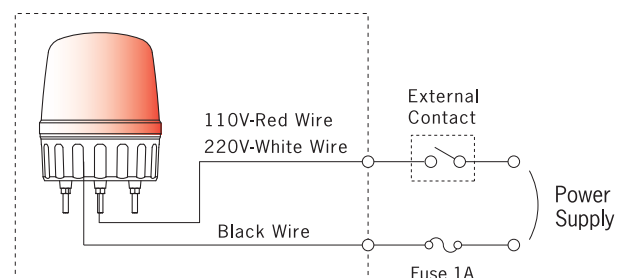 110V-Red Wire
220V-White Wire
External
Contact
Power
Supply
Black Wire
Fuse 1A